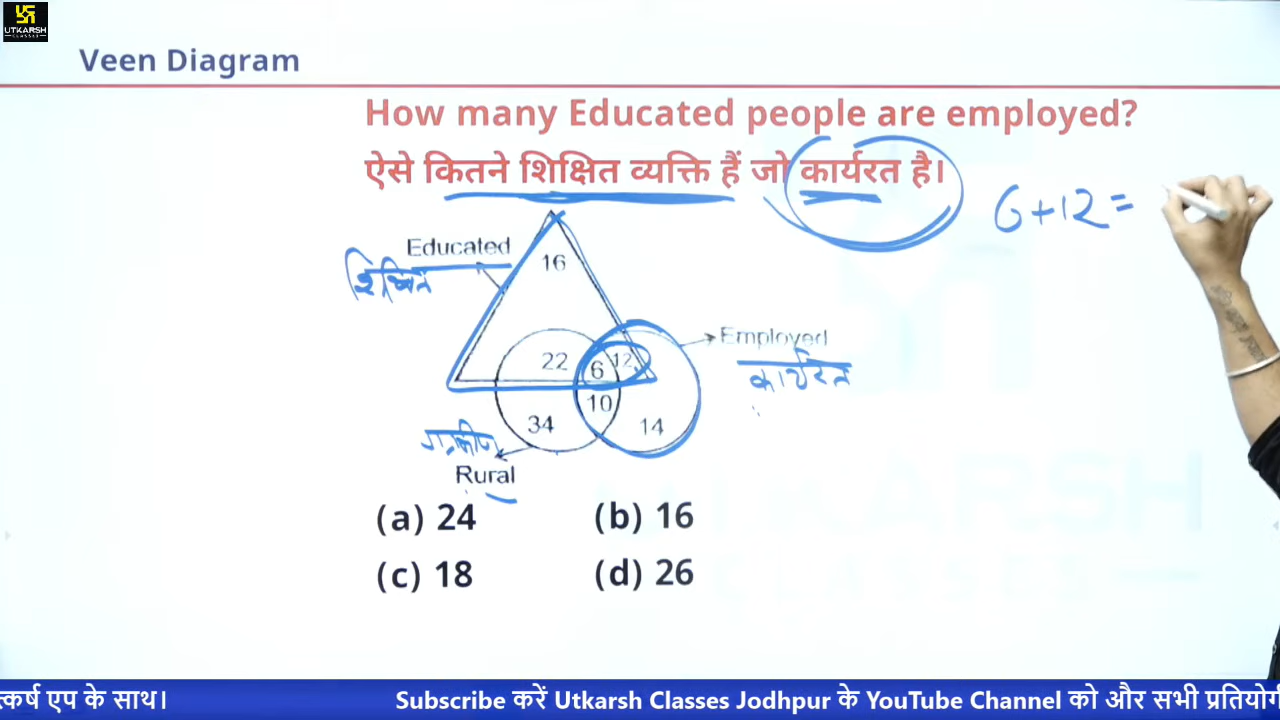 UTKARSH
CLASSES
Veen Diagram
How many Educated people are employed?
ऐसे कितने शिक्षित व्यक्ति हैं जो कार्यरत है।
6+12=
Educated
शिक्षित
16
Employed
कार्यरत
22
6
12
10
34
14
Rural
(a) 24
(b) 16
(c) 18
(d) 26
त्कर्ष एप के साथ।
Subscribe करें Utkarsh Classes Jodhpur के YouTube Channel को और सभी प्रतियोगी